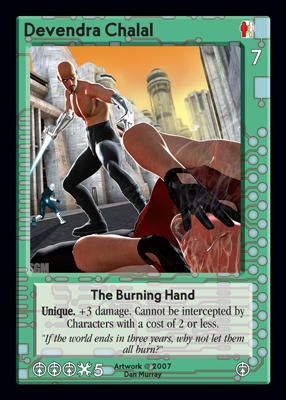 Devendra Chalal
7
SGM
The Burning Hand
Unique. +3 damage. Cannot be intercepted
by Characters with a cost of 2 or less.
"If the world ends in three years, why not let them
all burn?"
5
Artwork © 2007
Dan Murray